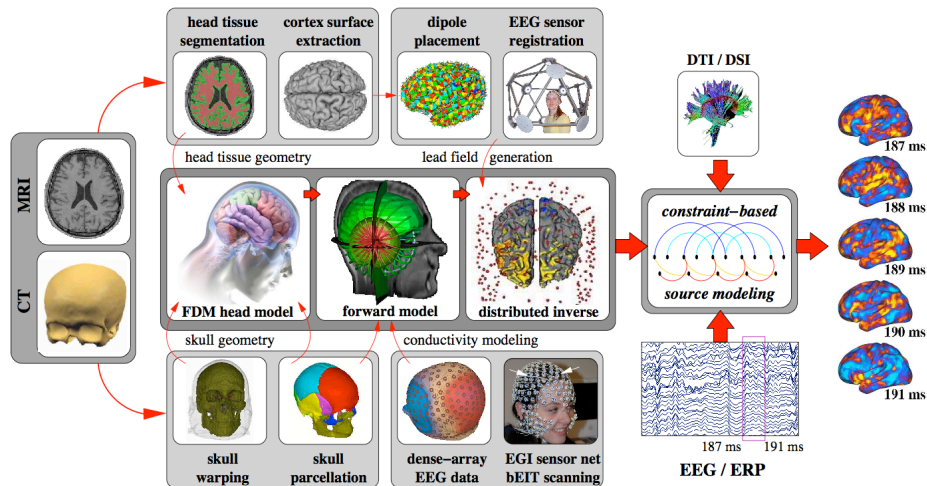 head tissue
segmentation
cortex surface
extraction
dipole
placement
EEG sensor
registration
DTI / DSI
head tissue geometry
lead field generation
MRI
CT
FDM head model
forward model
distributed inverse
constraint−based
source modeling
187 ms
188 ms
189 ms
190 ms
191 ms
skull geometry
conductivity modeling
skull
warping
skull
parcellation
dense−array
EEG data
EGI sensor net
bEIT scanning
187 ms
191 ms
EEG / ERP